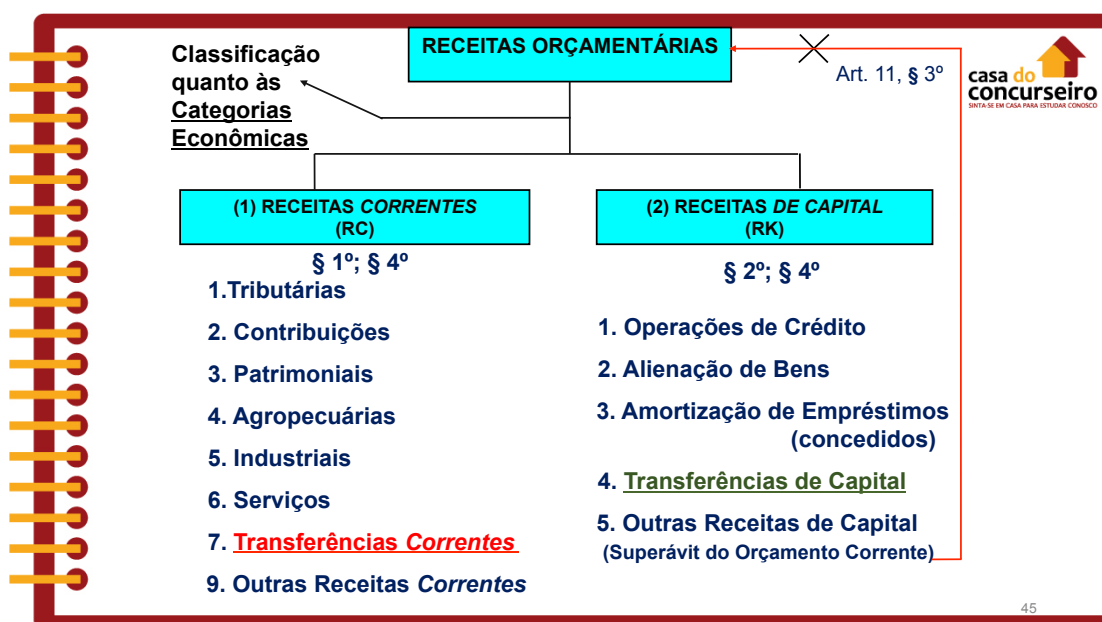 RECEITAS ORÇAMENTÁRIAS
Classificação
quanto às
Categorias
Econômicas
Art. 11, § 3º
casa do
concurseiro
SINTA-SE EM CASA PARA ESTUDAR CONOSCO
(1) RECEITAS CORRENTES
(RC)
§ 1º; § 4º
1.Tributárias
2. Contribuições
3. Patrimoniais
4. Agropecuárias
5. Industriais
6. Serviços
7. Transferências Correntes
9. Outras Receitas Correntes
(2) RECEITAS DE CAPITAL
(RK)
§ 2º; § 4º
1. Operações de Crédito
2. Alienação de Bens
3. Amortização de Empréstimos
(concedidos)
4. Transferências de Capital
5. Outras Receitas de Capital
(Superávit do Orçamento Corrente)
45